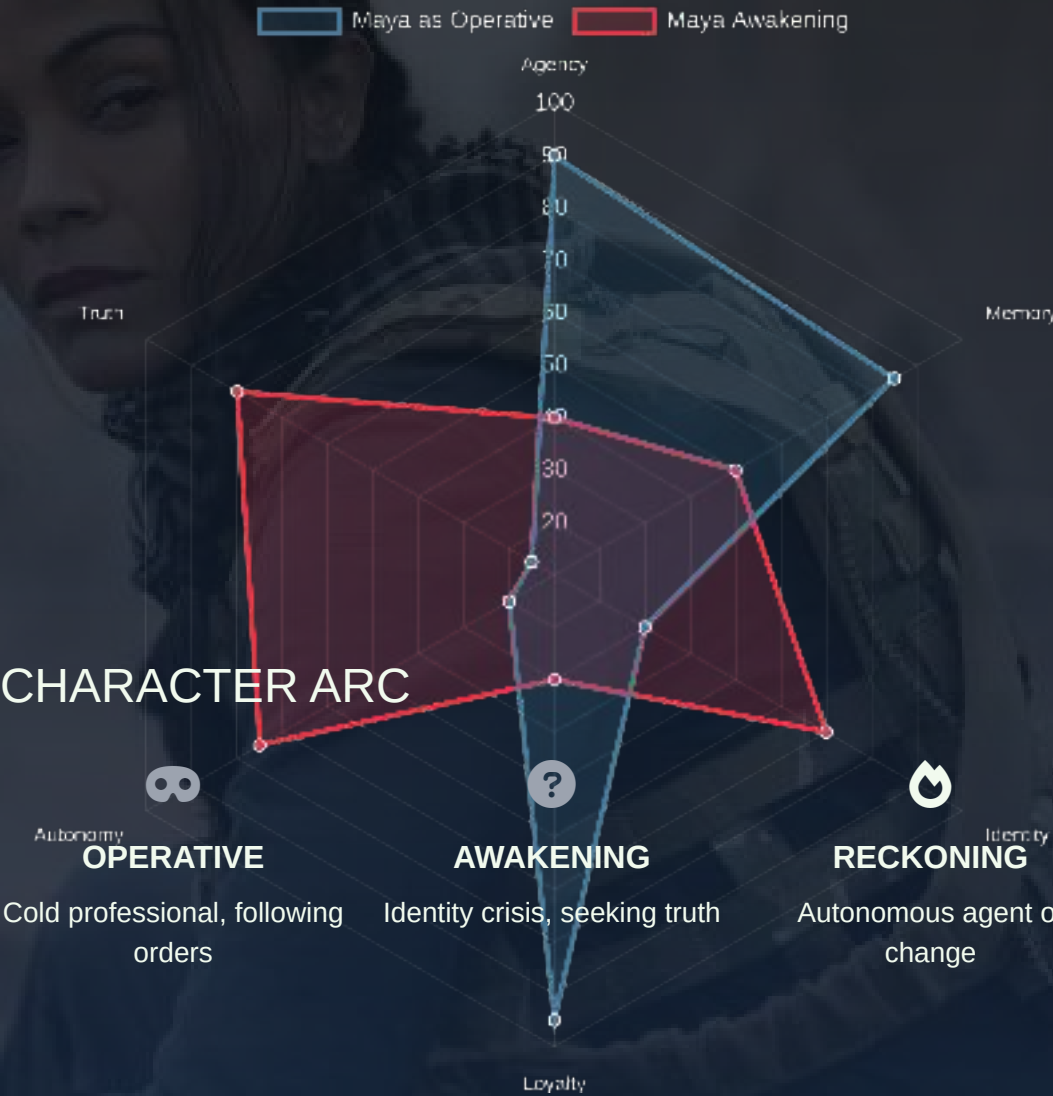 Maya as Operative
Maya Awakening
Agency
100
90
80
70
60
50
40
30
20
Truth
Memory
CHARACTER ARC
Autonomy
Identity
OPERATIVE
AWAKENING
RECKONING
Cold professional, following
orders
Identity crisis, seeking truth
Autonomous agent o
change
Loyalty